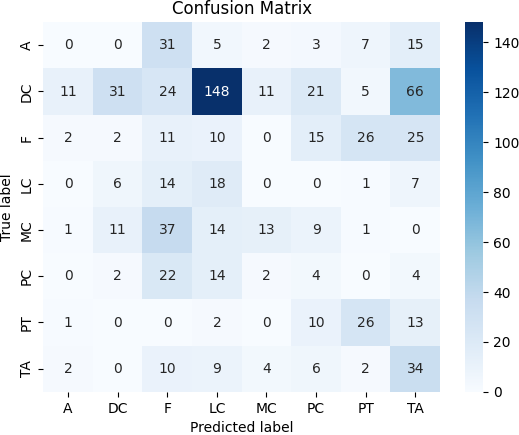 Confusion Matrix
A 0 0 31 5 2 3 7 15
DC 11 31 24 148 11 21 5 66
F 2 2 11 10 0 15 26 25
LC 0 6 14 18 0 0 1 7
MC 1 11 37 14 13 9 1 0
PC 0 2 22 14 2 4 0 4
PT 1 0 0 2 0 10 26 13
TA 2 0 10 9 4 6 2 34
A DC F LC MC PC PT TA
True label
Predicted label
140
120
100
80
60
40
20
0